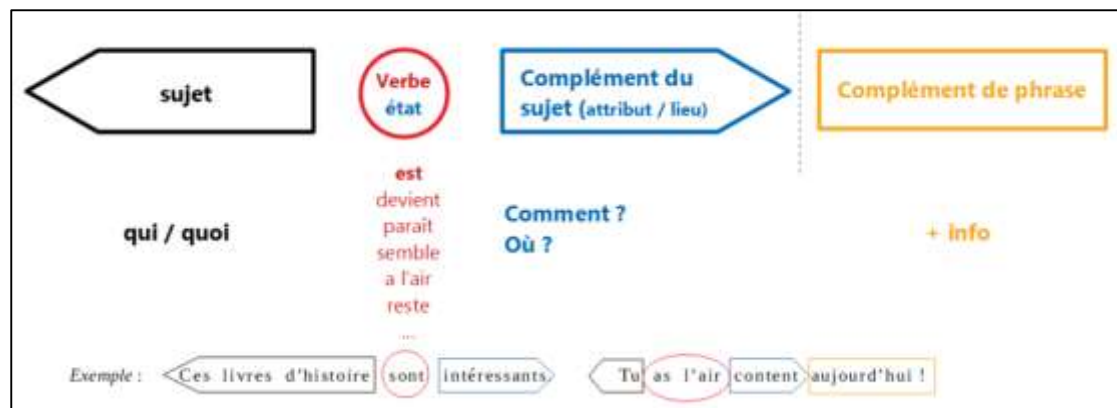 sujet
Verbe
état
Complément du
sujet (attribut / lieu)
Complément de phrase
qui / quoi
est
devient
paraît
semble
a l'air
reste
...
Comment ?
Où ?
+ info
Exemple : Ces livres d'histoire sont intéressants. Tu as l'air content aujourd'hui !